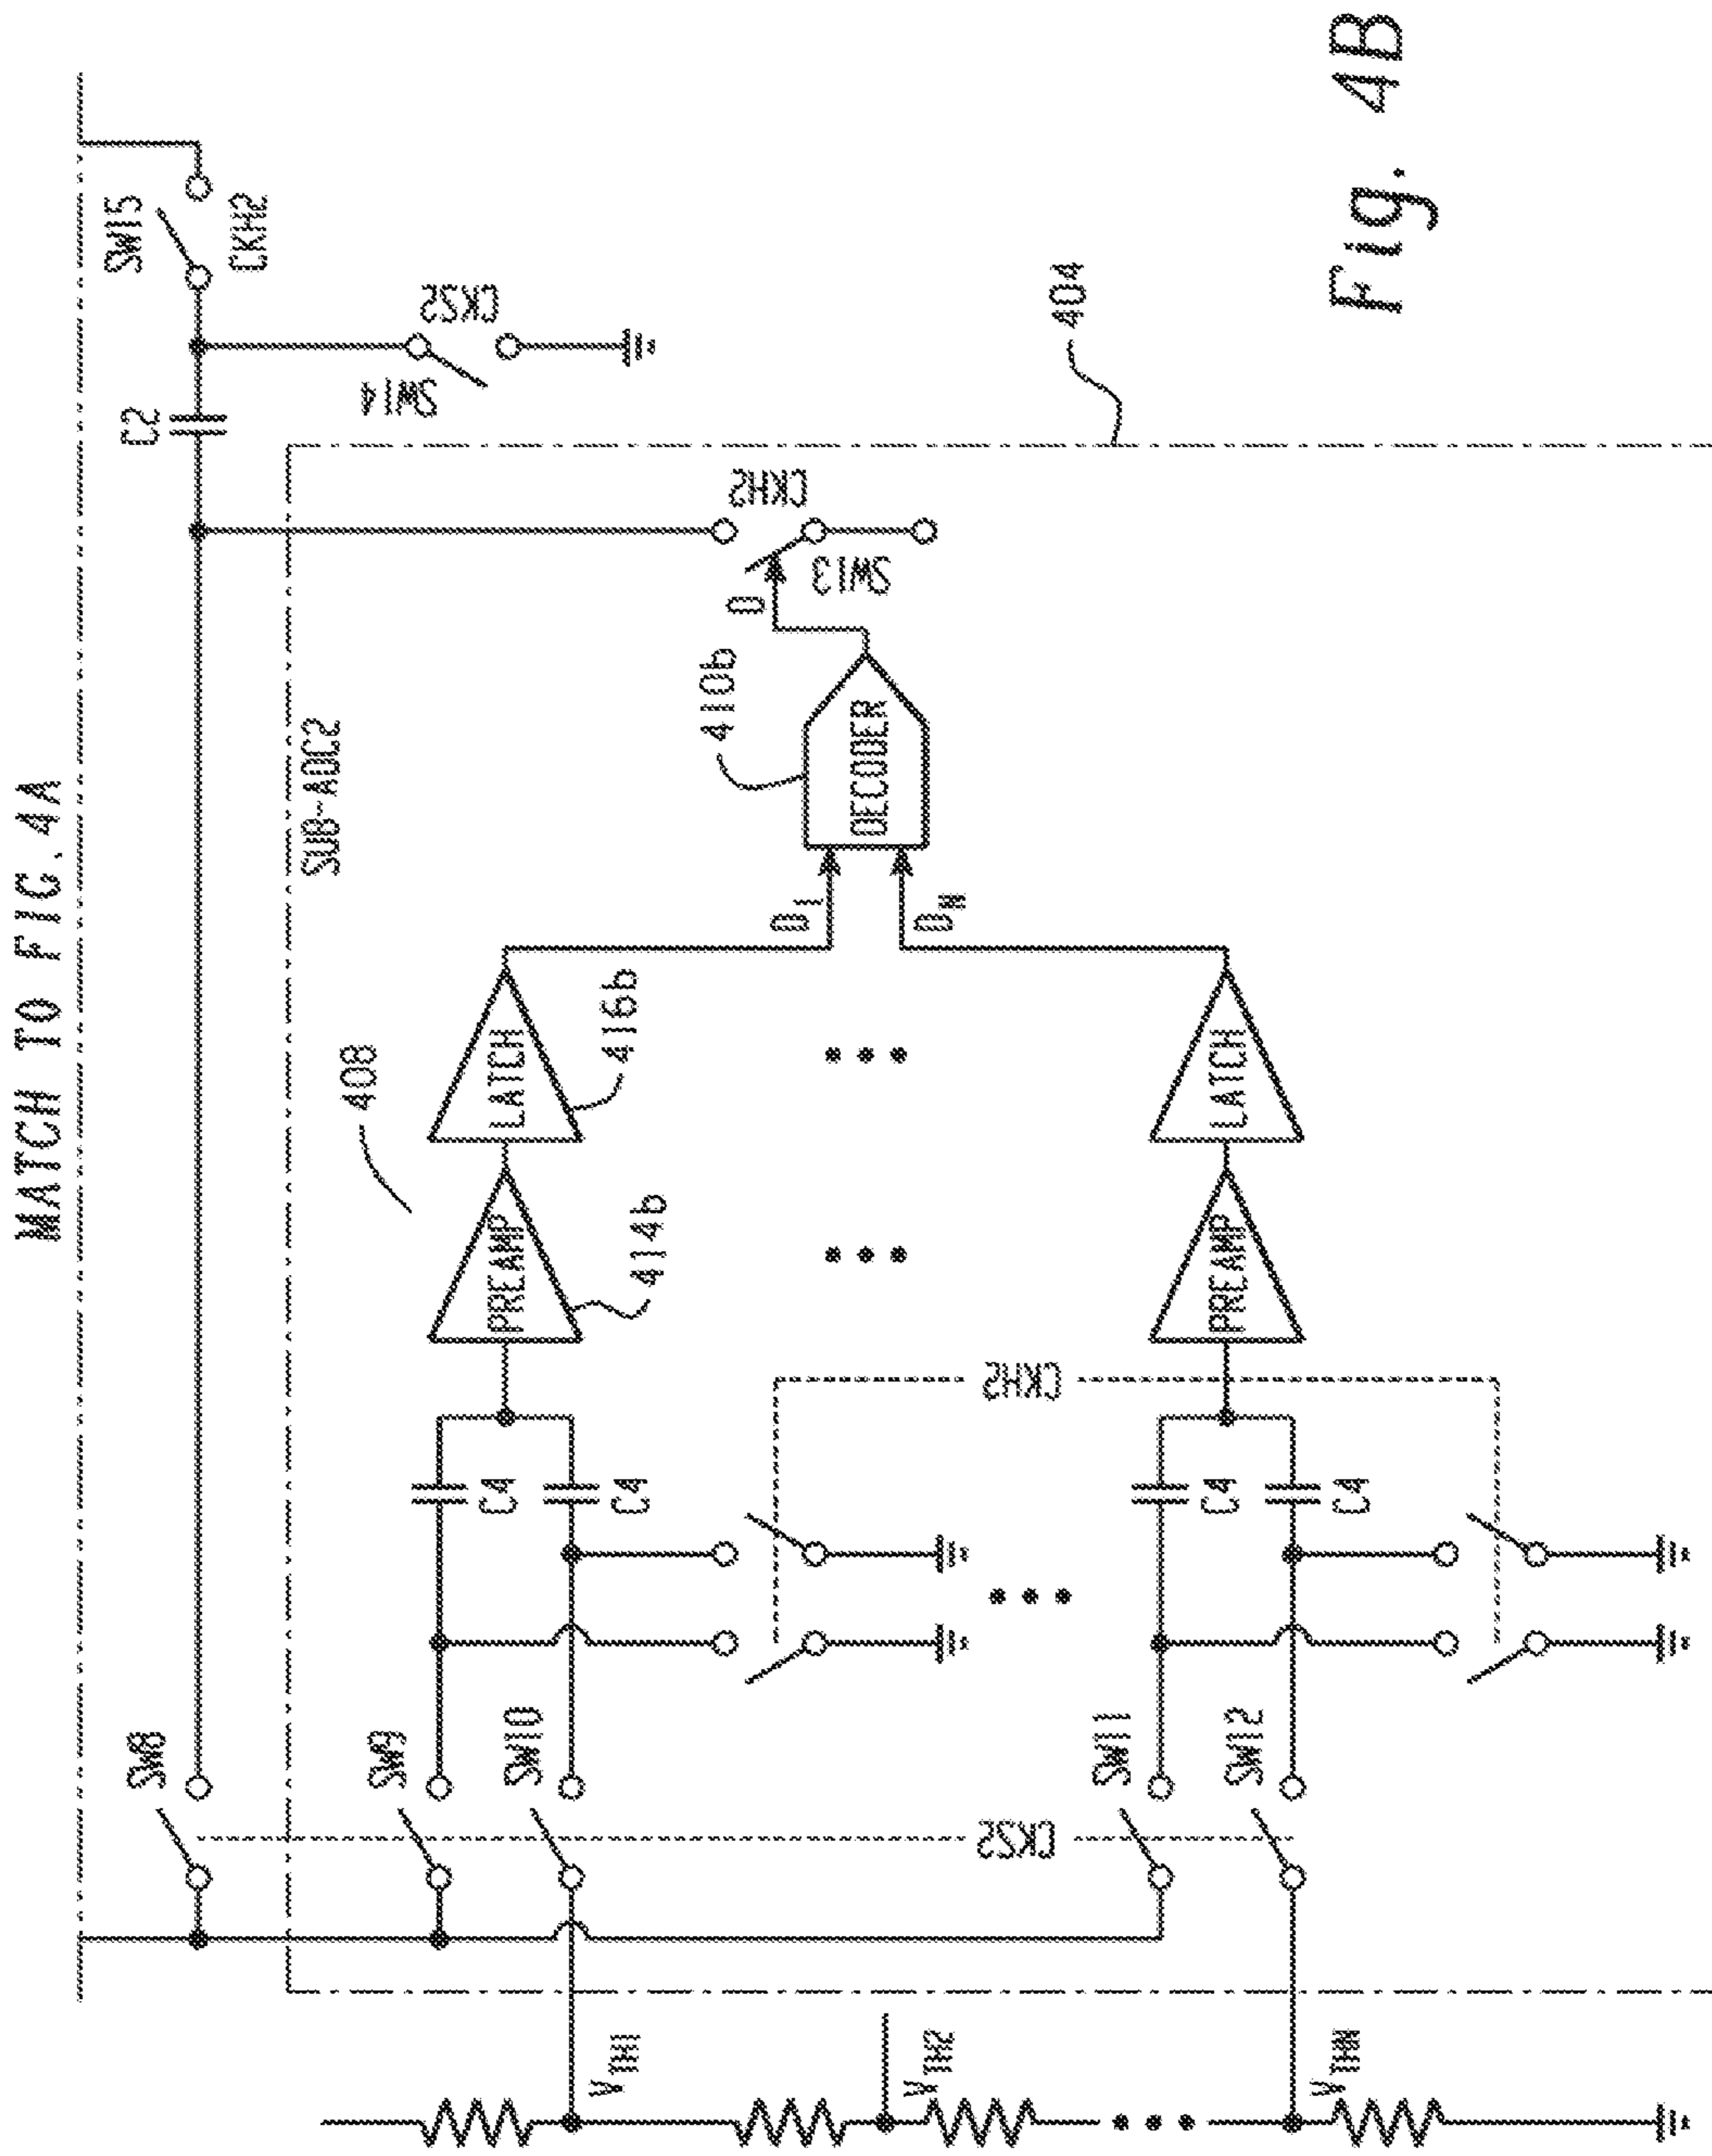 MATCH TO FIG. 4A
SW15
CKH2
C2
SW14
CKS2
SW8
SUB-ADC2
404
408
SW9
C4
PREAMP
414b
LATCH
416b
SW10
C4
CKH2
410b
DECODER
D
CKH2
SW13
D1
DN
CKS2
CKH2
SW11
C4
PREAMP
LATCH
SW12
C4
VTH1
VTH2
VTHN
Fig. 4B